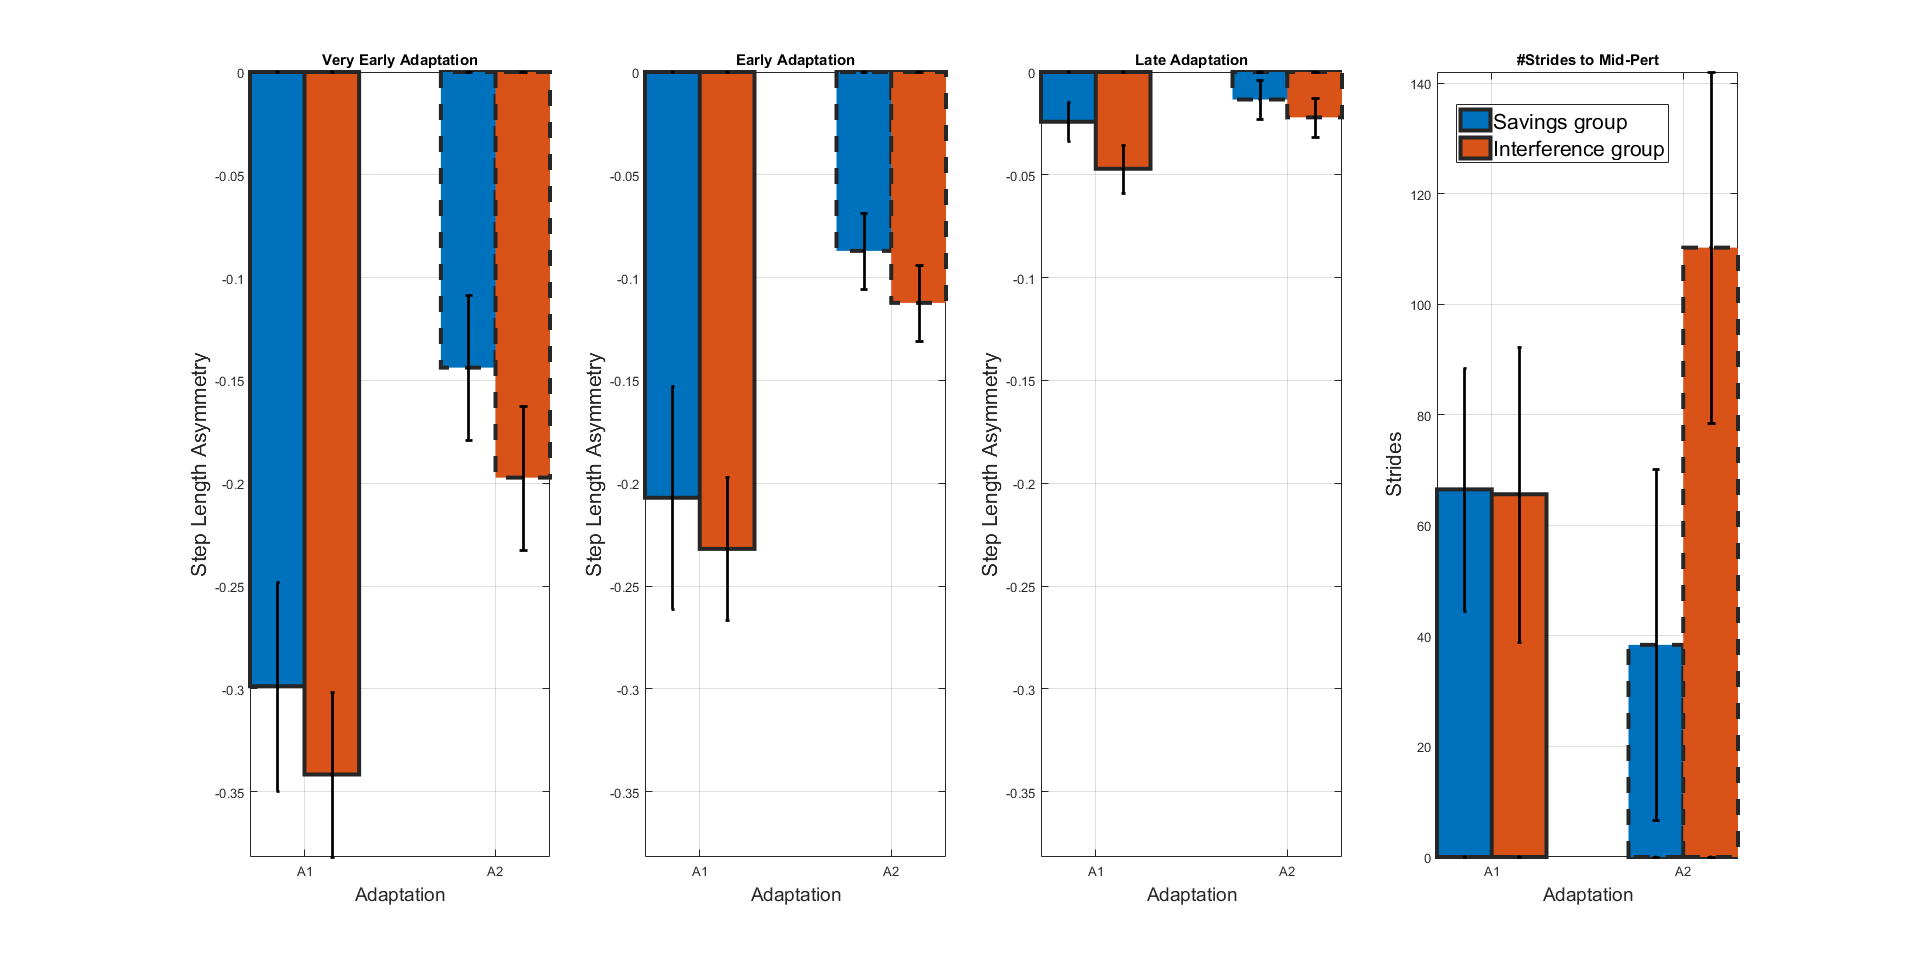 Very Early Adaptation
0
-0.05
-0.1
-0.15
-0.2
-0.25
-0.3
-0.35
Step Length Asymmetry
A1
A2
Adaptation
Early Adaptation
0
-0.05
-0.1
-0.15
-0.2
-0.25
-0.3
-0.35
Step Length Asymmetry
A1
A2
Adaptation
Late Adaptation
0
-0.05
-0.1
-0.15
-0.2
-0.25
-0.3
-0.35
Step Length Asymmetry
A1
A2
Adaptation
#Strides to Mid-Pert
140
120
100
80
60
40
20
0
Strides
Savings group
Interference group
A1
A2
Adaptation